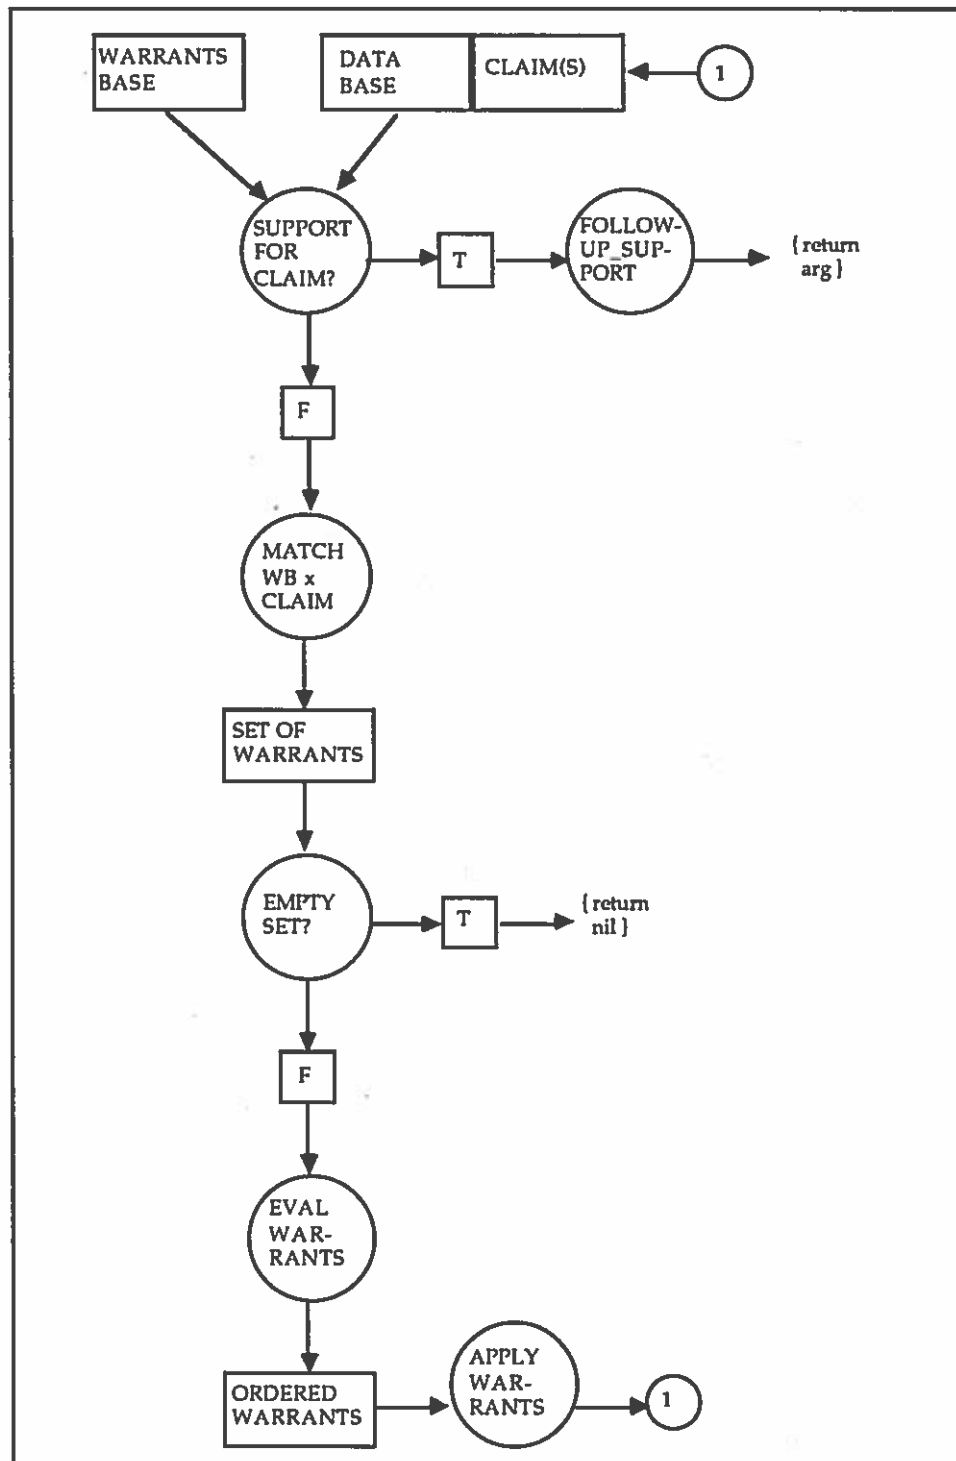 WARRANTS
BASE
DATA
BASE
CLAIM(S)
1
SUPPORT
FOR
CLAIM?
T
FOLLOW-
UP_SUP-
PORT
{return
arg}
F
MATCH
WB x
CLAIM
SET OF
WARRANTS
EMPTY
SET?
T
{return
nil}
F
EVAL
WAR-
RANTS
ORDERED
WARRANTS
APPLY
WAR-
RANTS
1